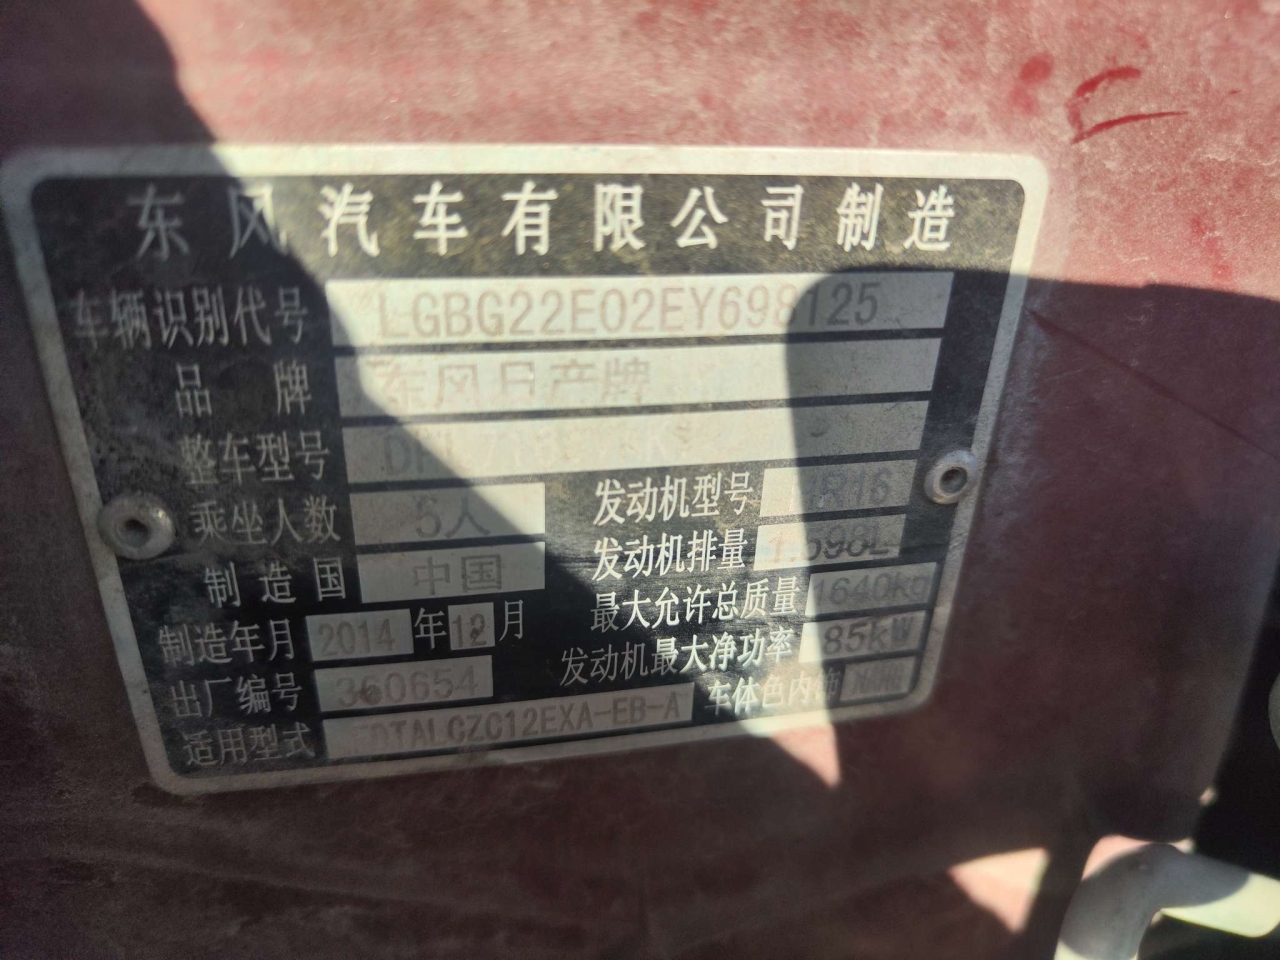 东风汽车有限公司制造
车辆识别代号 LGBG22E02EY698125
品牌 东风日产牌
整车型号
乘坐人数 5人 发动机型号
制造国 中国 发动机排量 1.598L
制造年月 2014年12月 最大允许总质量 1640kg
出厂编号 360654 发动机最大净功率 85kW
适用型式 车体色内饰